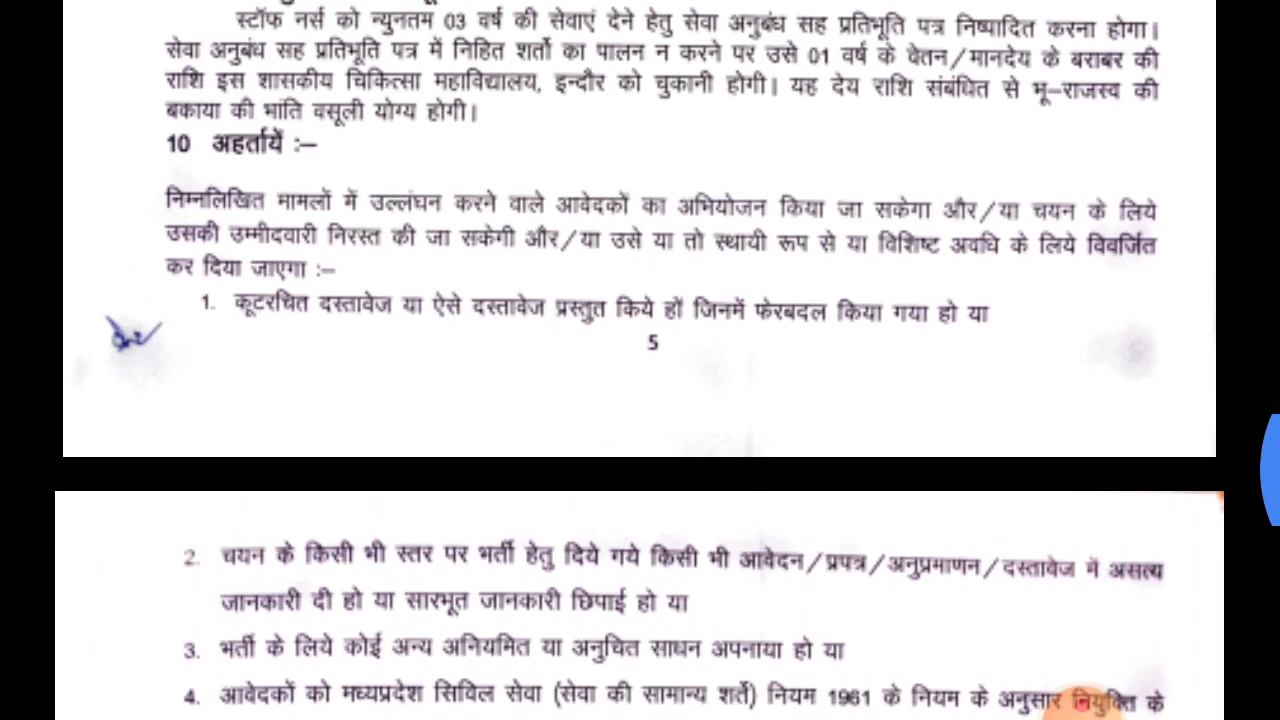 स्टॉफ नर्स को न्युनतम 03 वर्ष की सेवाएं देने हेतु सेवा अनुबंध सह प्रतिभूति पत्र निष्पादित करना होगा।
सेवा अनुबंध सह प्रतिभूति पत्र में निहित शर्तो का पालन न करने पर उसे 01 वर्ष के वेतन/मानदेय के बराबर की
राशि इस शासकीय चिकित्सा महाविद्यालय, इन्दौर को चुकानी होगी। यह देय राशि संबंधित से भू–राजस्व की
बकाया की भांति वसूली योग्य होगी।
10 अहर्तायें :–
निम्नलिखित मामलों में उल्लंघन करने वाले आवेदकों का अभियोजन किया जा सकेगा और/या चयन के लिये
उसकी उम्मीदवारी निरस्त की जा सकेगी और/या उसे या तो स्थायी रूप से या विशिष्ट अवधि के लिये विवर्जित
कर दिया जाएगा :–
1. कूटरचित दस्तावेज या ऐसे दस्तावेज प्रस्तुत किये हों जिनमें फेरबदल किया गया हो या
5
2. चयन के किसी भी स्तर पर भर्ती हेतु दिये गये किसी भी आवेदन/प्रपत्र/अनुप्रमाणन/दस्तावेज में असत्य
जानकारी दी हो या सारभूत जानकारी छिपाई हो या
3. भर्ती के लिये कोई अन्य अनियमित या अनुचित साधन अपनाया हो या
4. आवेदकों को मध्यप्रदेश सिविल सेवा (सेवा की सामान्य शर्ते) नियम 1961 के नियम के अनुसार नियुक्ति के